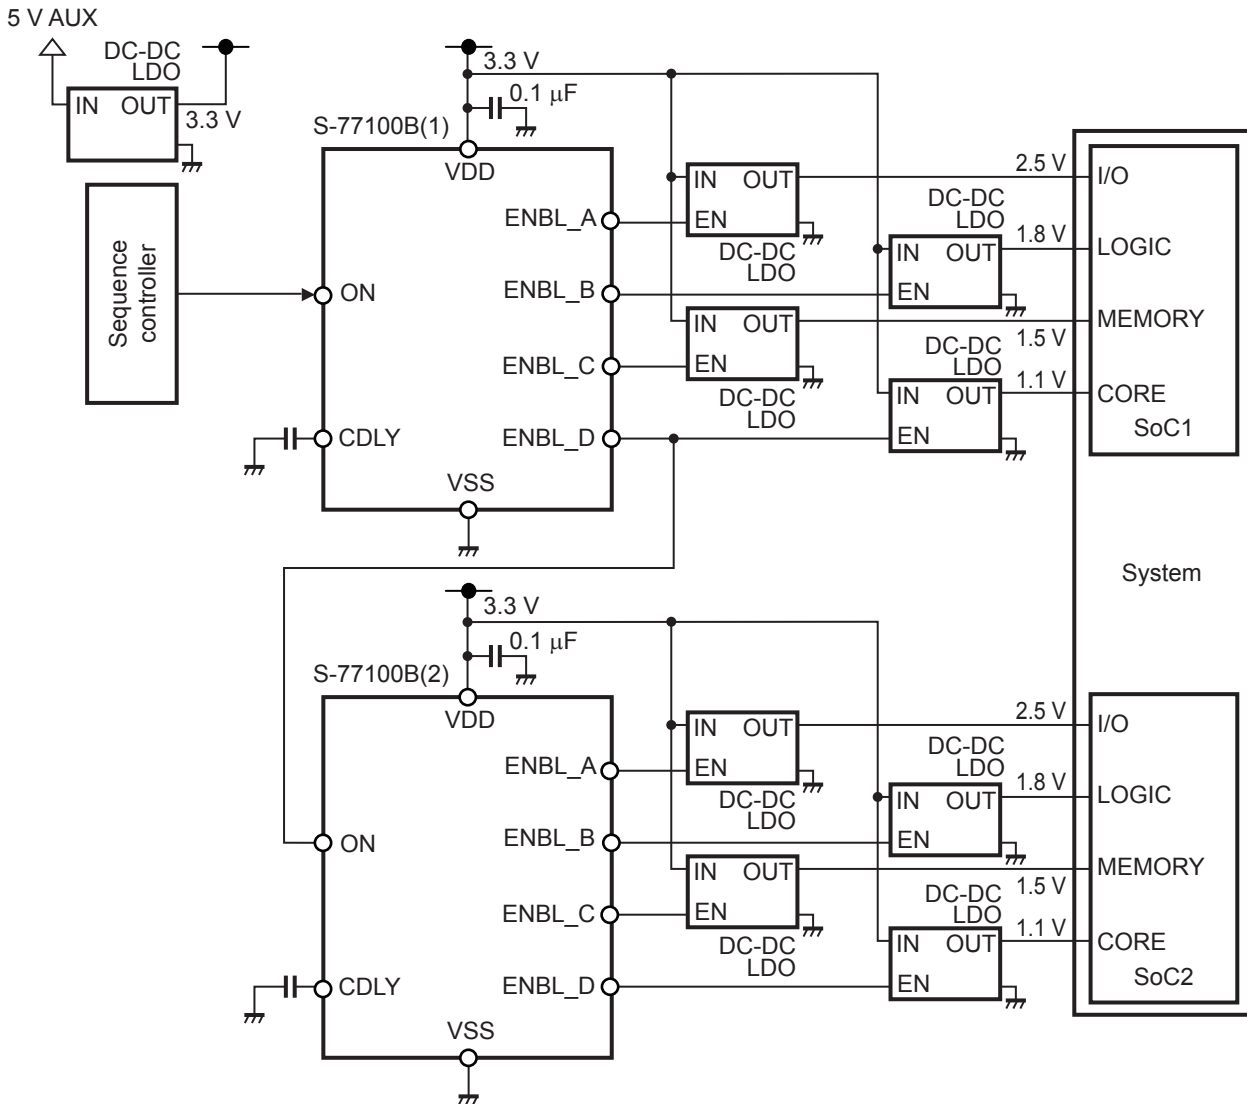 5 V AUX
DC-DC
LDO
IN OUT
3.3 V
Sequence
controller
S-77100B(1)
3.3 V
0.1 μF
VDD
ENBL_A
ENBL_B
ENBL_C
ENBL_D
ON
CDLY
VSS
IN OUT
EN
DC-DC
LDO
2.5 V
DC-DC
LDO
IN OUT
EN
1.8 V
IN OUT
EN
DC-DC
LDO
1.5 V
DC-DC
LDO
IN OUT
EN
1.1 V
I/O
LOGIC
MEMORY
CORE
SoC1
System
S-77100B(2)
3.3 V
0.1 μF
VDD
ENBL_A
ENBL_B
ENBL_C
ENBL_D
ON
CDLY
VSS
IN OUT
EN
DC-DC
LDO
2.5 V
DC-DC
LDO
IN OUT
EN
1.8 V
IN OUT
EN
DC-DC
LDO
1.5 V
DC-DC
LDO
IN OUT
EN
1.1 V
I/O
LOGIC
MEMORY
CORE
SoC2